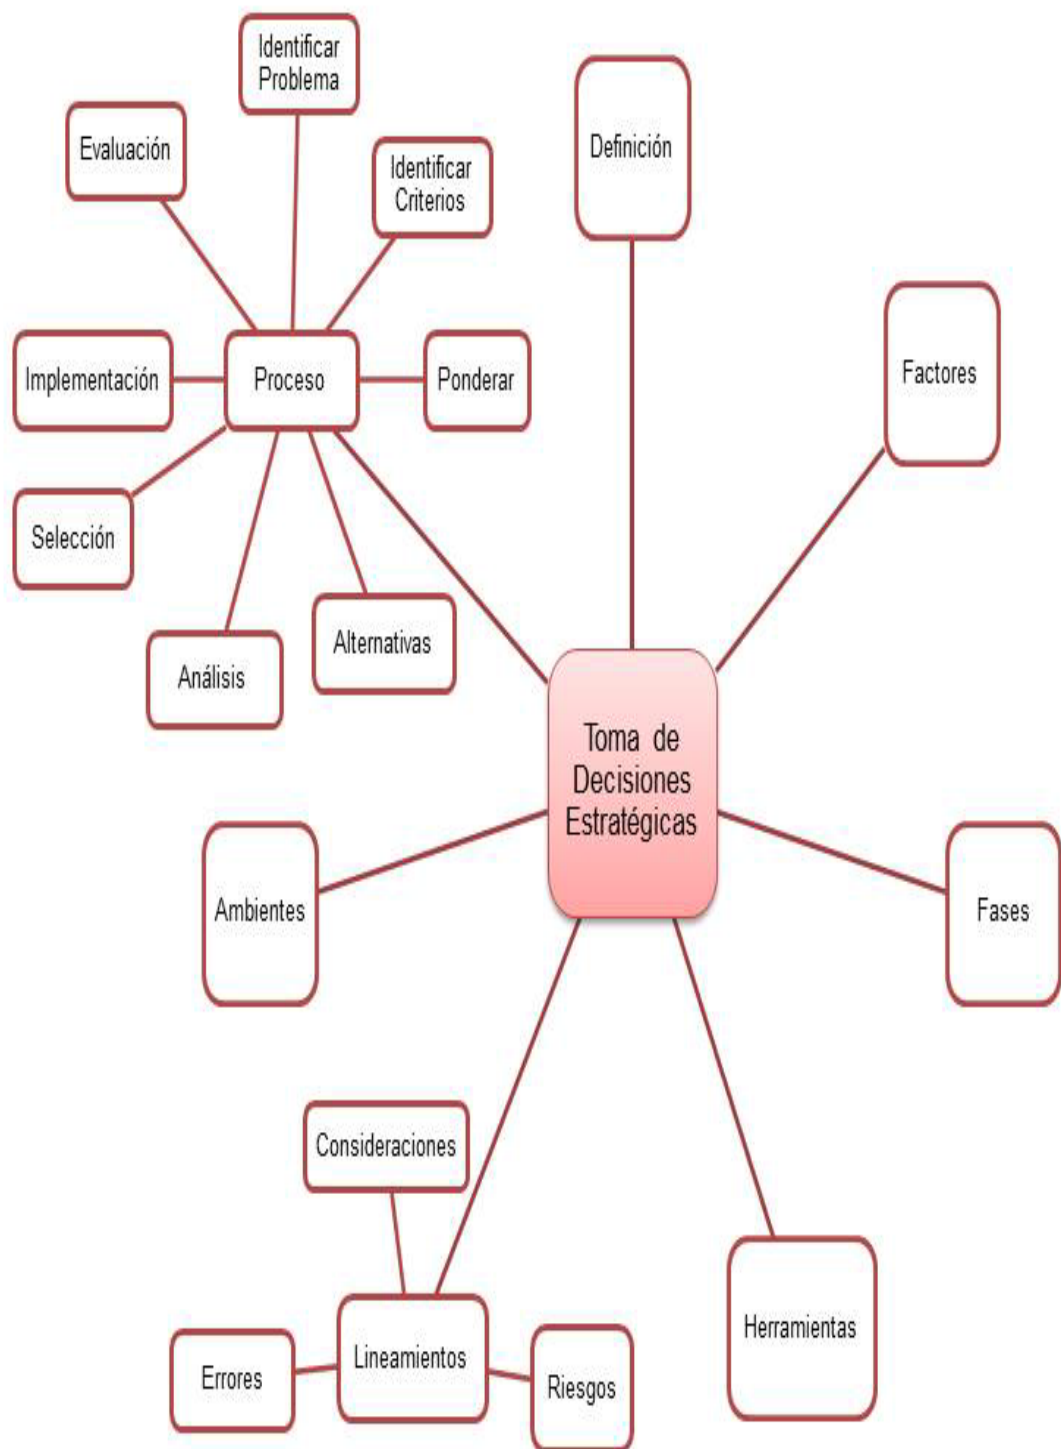 Identificar
Problema
Definición
Evaluación
Identificar
Criterios
Factores
Implementación
Proceso
Ponderar
Selección
Alternativas
Análisis
Toma de
Decisiones
Estratégicas
Ambientes
Fases
Consideraciones
Herramientas
Lineamientos
Errores
Riesgos